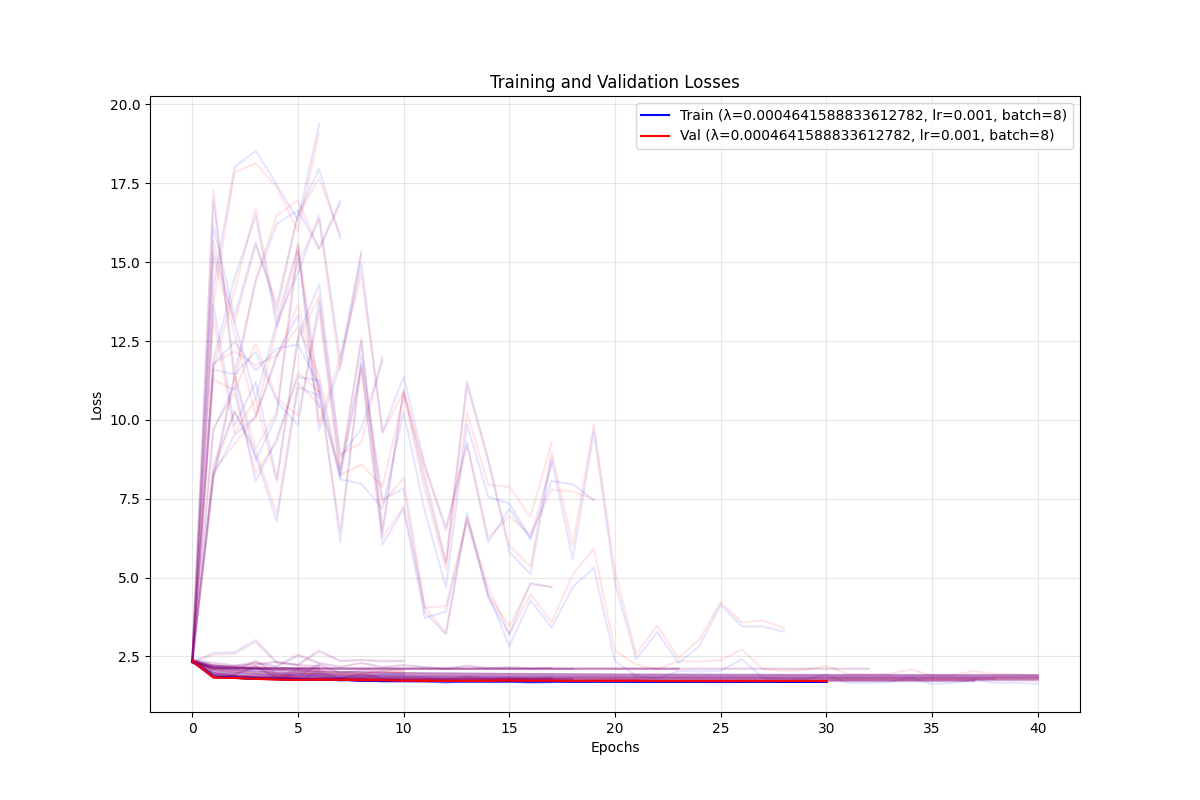 Training and Validation Losses
Train (λ=0.0004641588833612782, lr=0.001, batch=8)
Val (λ=0.0004641588833612782, lr=0.001, batch=8)
Loss
20.0
17.5
15.0
12.5
10.0
7.5
5.0
2.5
0 5 10 15 20 25 30 35 40
Epochs